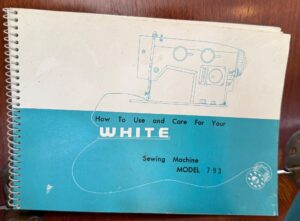 How To Use and Care For Your
WHITE
Sewing Machine
MODEL 793